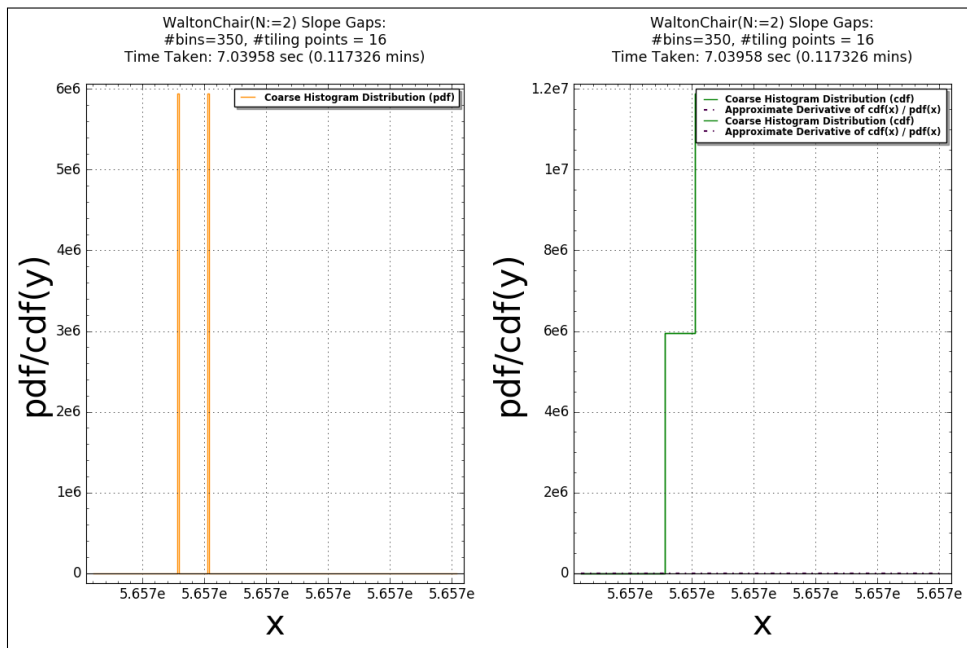 WaltonChair(N:=2) Slope Gaps:
#bins=350, #tiling points = 16
Time Taken: 7.03958 sec (0.117326 mins)
Coarse Histogram Distribution (pdf)
6e6
5e6
4e6
3e6
2e6
1e6
0
pdf/cdf(y)
5.657e 5.657e 5.657e 5.657e 5.657e 5.657e
x
WaltonChair(N:=2) Slope Gaps:
#bins=350, #tiling points = 16
Time Taken: 7.03958 sec (0.117326 mins)
Coarse Histogram Distribution (cdf)
Approximate Derivative of cdf(x) / pdf(x)
Coarse Histogram Distribution (cdf)
Approximate Derivative of cdf(x) / pdf(x)
1.2e7
1e7
8e6
6e6
4e6
2e6
0
pdf/cdf(y)
5.657e 5.657e 5.657e 5.657e 5.657e 5.657e
x